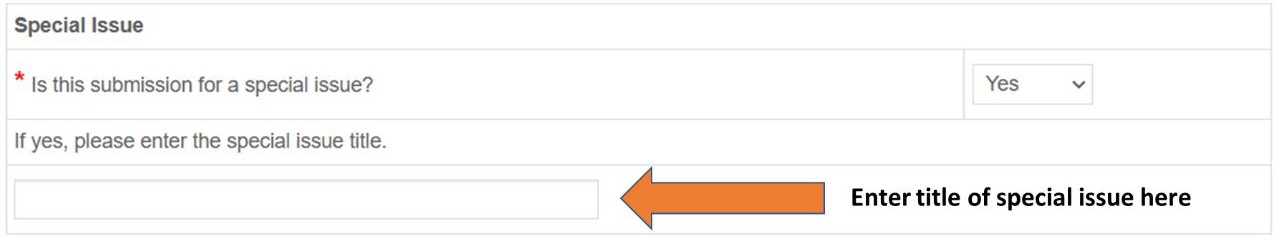 Special Issue
* Is this submission for a special issue?
Yes
If yes, please enter the special issue title.
Enter title of special issue here